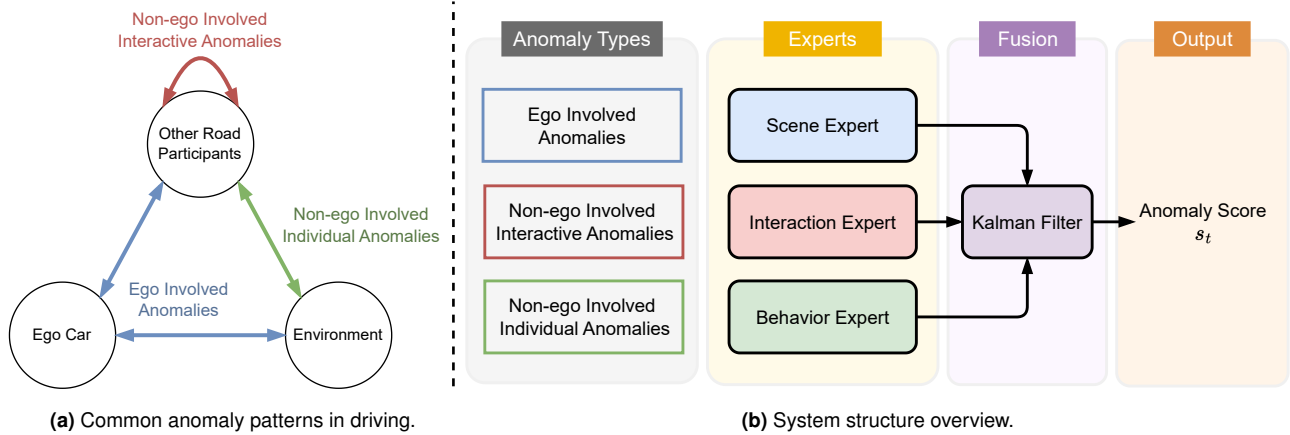 Non-ego Involved
Interactive Anomalies
Other Road
Participants
Non-ego Involved
Individual Anomalies
Ego Involved
Anomalies
Ego Car
Environment
(a) Common anomaly patterns in driving.
Anomaly Types
Experts
Fusion
Output
Ego Involved
Anomalies
Scene Expert
Non-ego Involved
Interactive Anomalies
Interaction Expert
Kalman Filter
Anomaly Score
s_t
Non-ego Involved
Individual Anomalies
Behavior Expert
(b) System structure overview.